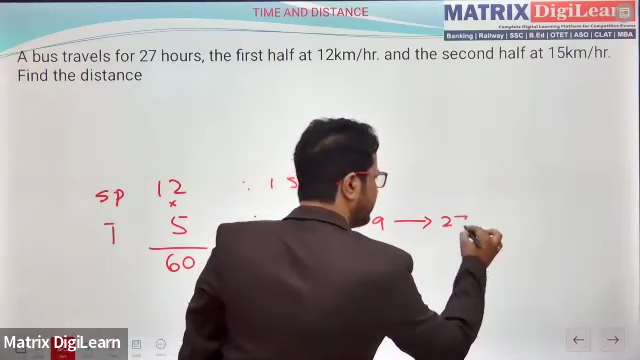 TIME AND DISTANCE
MATRIX DigiLearn
Complete Digital Learning Platform for Competitive Exams
Banking | Railway | SSC | B.Ed | OTET | ASO | CLAT | MBA
A bus travels for 27 hours, the first half at 12km/hr. and the second half at 15km/hr.
Find the distance
SP 12 : 15
T 5 : 9 → 27
×
60
Matrix DigiLearn